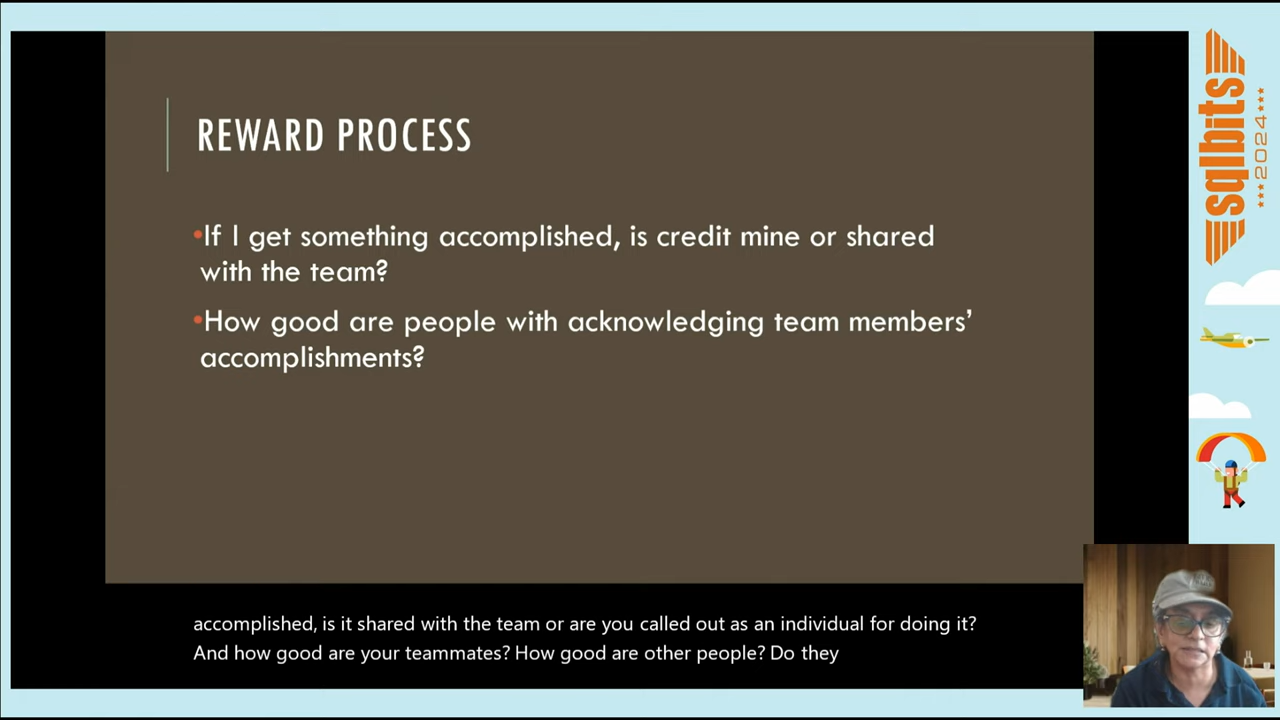 REWARD PROCESS
•If I get something accomplished, is credit mine or shared
with the team?
•How good are people with acknowledging team members’
accomplishments?
accomplished, is it shared with the team or are you called out as an individual for doing it?
And how good are your teammates? How good are other people? Do they
sqlbits
2024